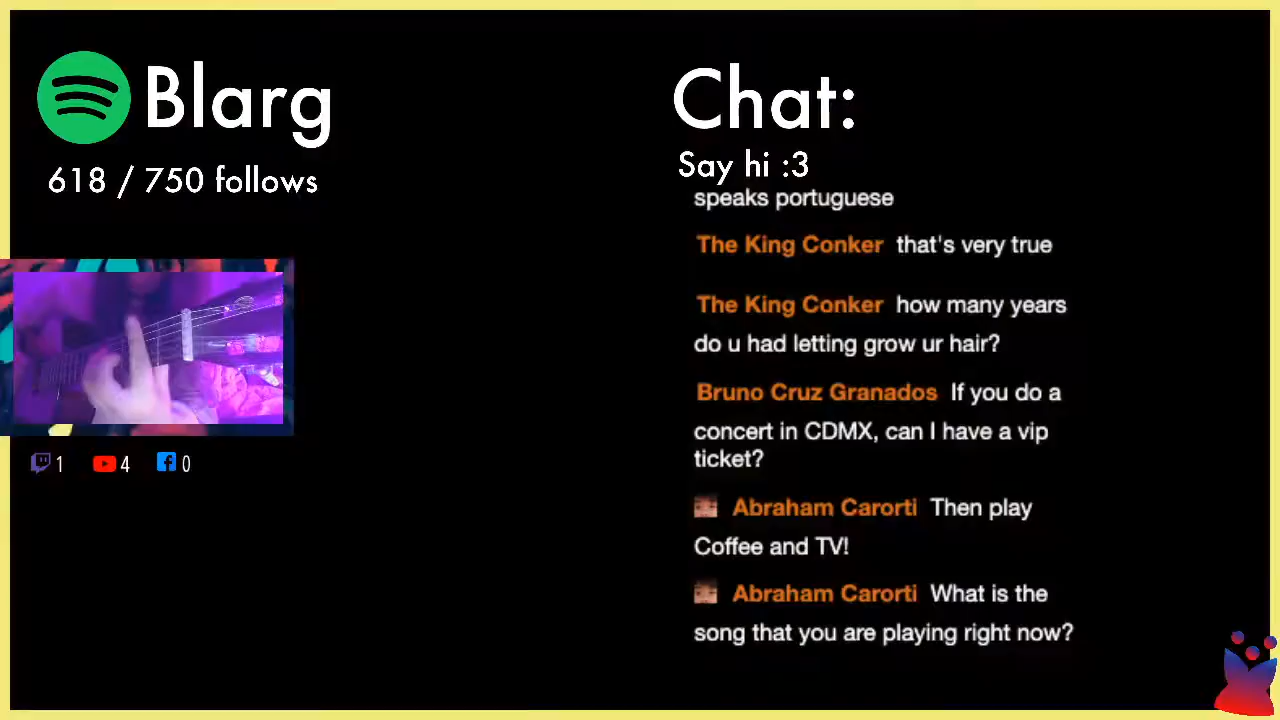 Blarg
618 / 750 follows
1
4
0
Chat:
Say hi :3
speaks portuguese
The King Conker that's very true
The King Conker how many years
do u had letting grow ur hair?
Bruno Cruz Granados If you do a
concert in CDMX, can I have a vip
ticket?
Abraham Carorti Then play
Coffee and TV!
Abraham Carorti What is the
song that you are playing right now?